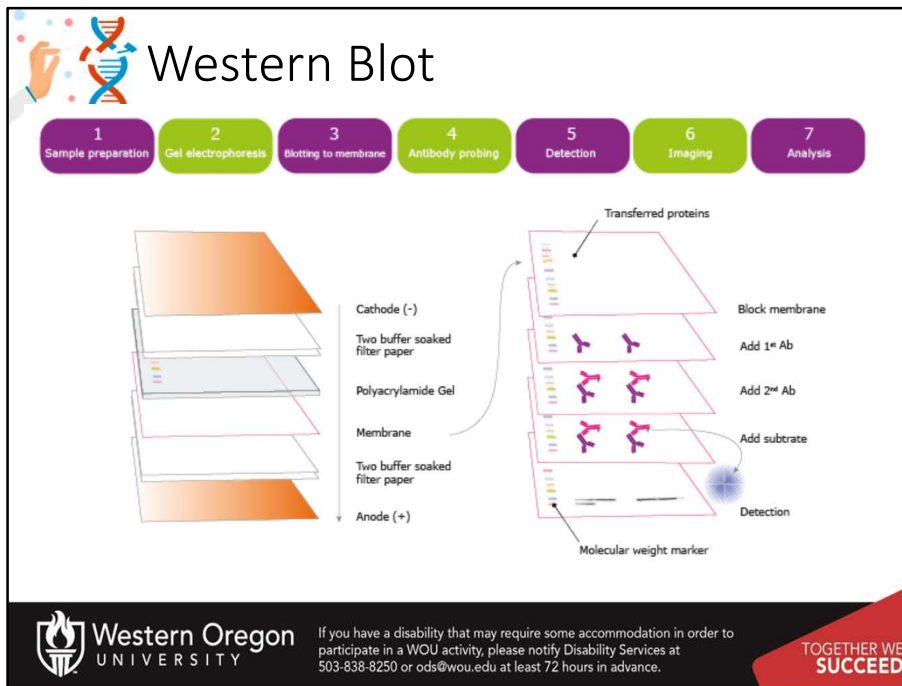 Western Blot
1
Sample preparation
2
Gel electrophoresis
3
Blotting to membrane
4
Antibody probing
5
Detection
6
Imaging
7
Analysis
Cathode (-)
Two buffer soaked
filter paper
Polyacrylamide Gel
Membrane
Two buffer soaked
filter paper
Anode (+)
Transferred proteins
Block membrane
Add 1st Ab
Add 2nd Ab
Add subtrate
Detection
Molecular weight marker
Western Oregon
UNIVERSITY
If you have a disability that may require some accommodation in order to
participate in a WOU activity, please notify Disability Services at
503-838-8250 or ods@wou.edu at least 72 hours in advance.
TOGETHER WE
SUCCEED